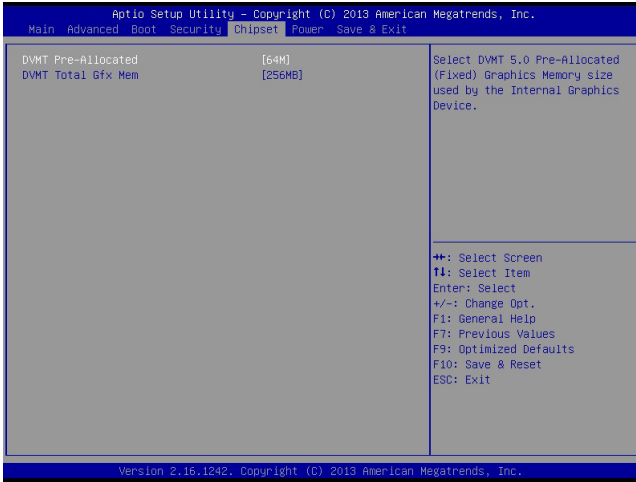 Aptio Setup Utility – Copyright (C) 2013 American Megatrends, Inc.
Main Advanced Boot Security Chipset Power Save & Exit
DVMT Pre-Allocated [64M]
DVMT Total Gfx Mem [256MB]
Select DVMT 5.0 Pre-Allocated
(Fixed) Graphics Memory size
used by the Internal Graphics
Device.
→←: Select Screen
↑↓: Select Item
Enter: Select
+/-: Change Opt.
F1: General Help
F7: Previous Values
F9: Optimized Defaults
F10: Save & Reset
ESC: Exit
Version 2.16.1242. Copyright (C) 2013 American Megatrends, Inc.